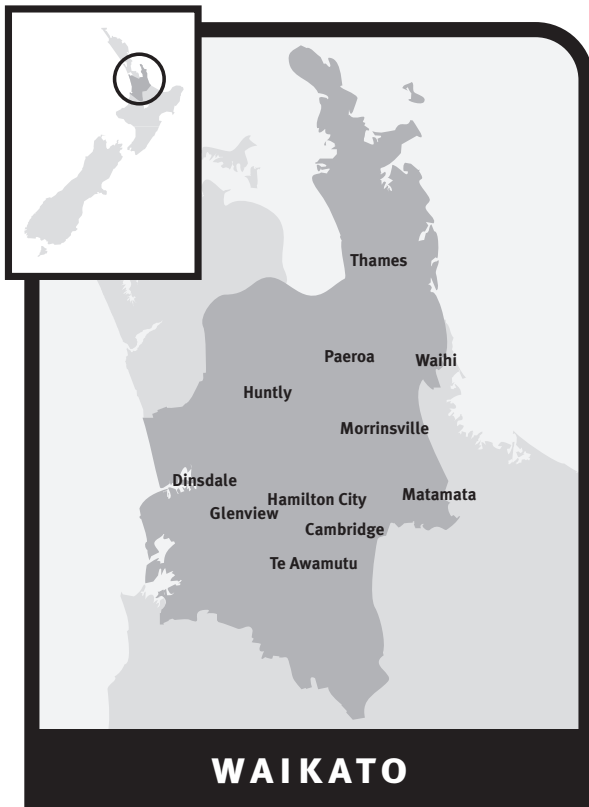 Thames
Paeroa
Waihi
Huntly
Morrinsville
Dinsdale
Hamilton City
Matamata
Glenview
Cambridge
Te Awamutu
WAIKATO